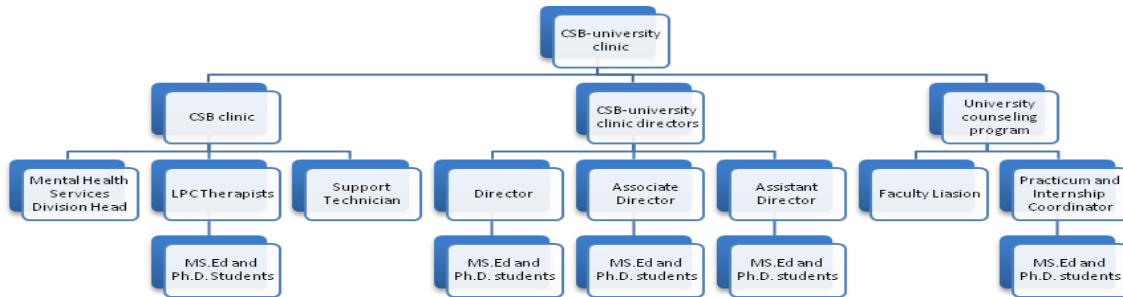 CSB-university
clinic
CSB clinic
CSB-university
clinic directors
University
counseling
program
Mental Health
Services
Division Head
LPC Therapists
Support
Technician
Director
Associate
Director
Assistant
Director
Faculty Liasion
Practicum and
Internship
Coordinator
MS.Ed and
Ph.D. Students
MS.Ed and
Ph.D. students
MS.Ed and
Ph.D. students
MS.Ed and
Ph.D. students
MS.Ed and
Ph.D. students